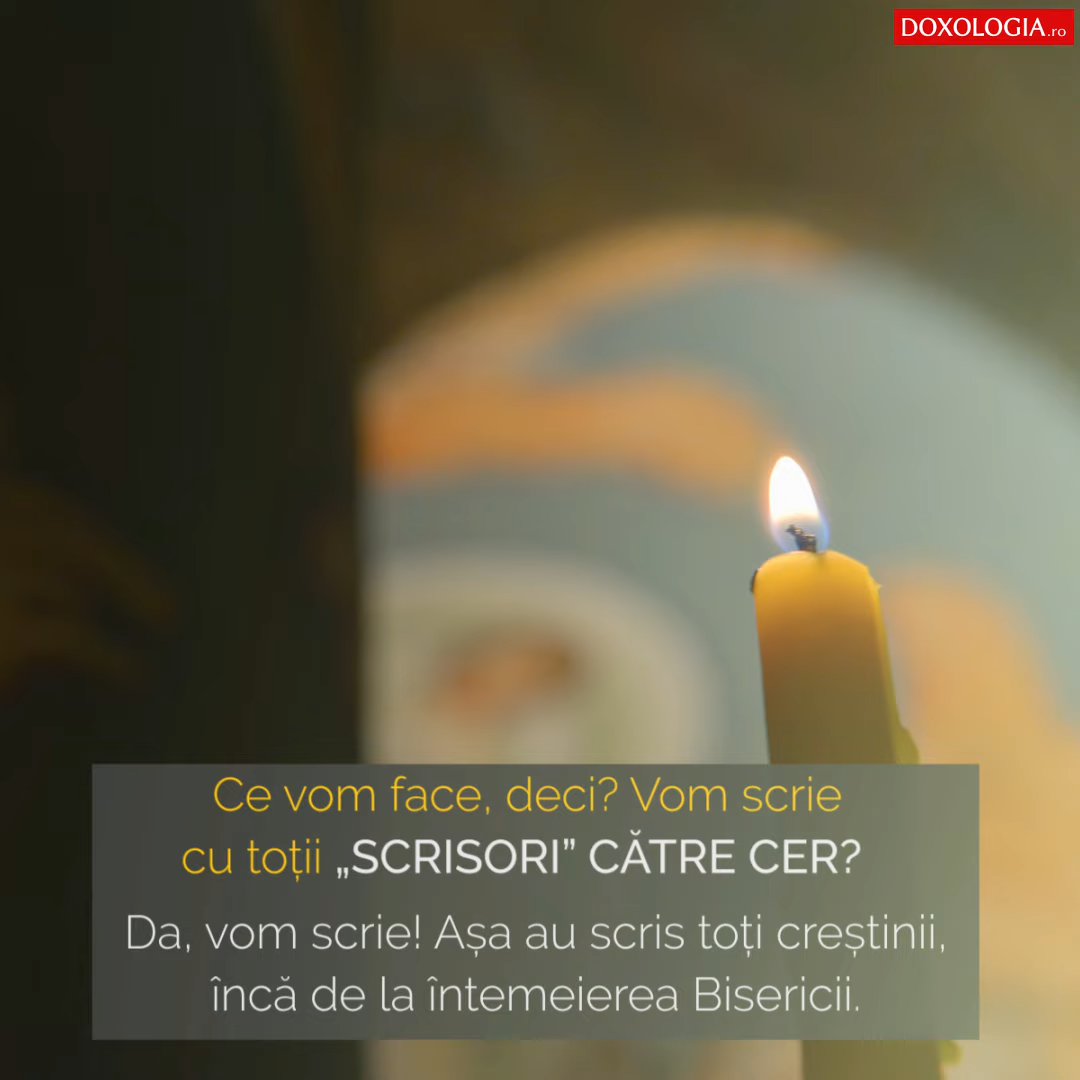 DOXOLOGIA.ro
Ce vom face, deci? Vom scrie
cu toții „SCRISORI” CĂTRE CER?
Da, vom scrie! Așa au scris toți creștinii,
încă de la întemeierea Bisericii.